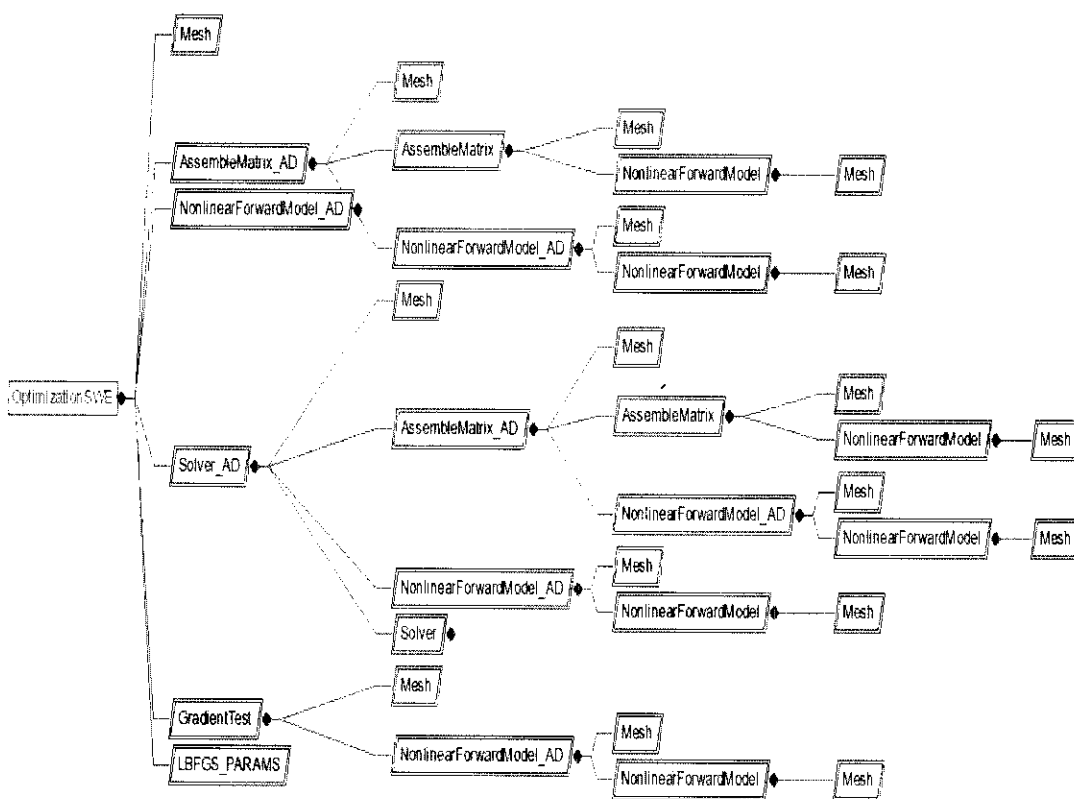 Mesh
Mesh
Mesh
AssembleMatrix_AD
AssembleMatrix
NonlinearForwardModel
Mesh
NonlinearForwardModel_AD
Mesh
NonlinearForwardModel_AD
NonlinearForwardModel
Mesh
Mesh
Mesh
OptimizationSWE
Mesh
AssembleMatrix_AD
AssembleMatrix
NonlinearForwardModel
Mesh
Solver_AD
Mesh
NonlinearForwardModel_AD
NonlinearForwardModel
Mesh
Mesh
NonlinearForwardModel_AD
NonlinearForwardModel
Mesh
Solver
Mesh
GradientTest
Mesh
NonlinearForwardModel_AD
LBFGS_PARAMS
NonlinearForwardModel
Mesh